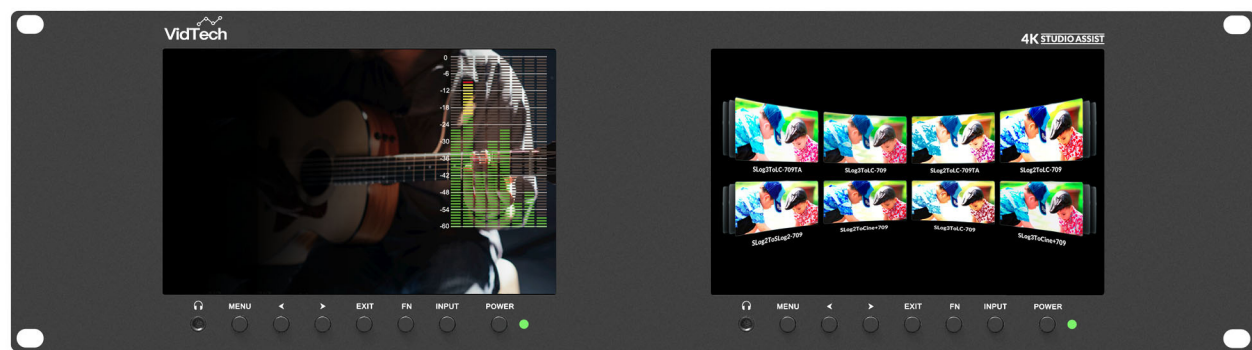 VidTech
4K STUDIO ASSIST
0
-6
-12
-18
-24
-30
-36
-42
-48
-54
-60
SLog3ToLC-709TA
SLog3ToLC-709
SLog2ToLC-709TA
SLog2ToLC-709
SLog2ToSLog2-709
SLog2ToCine+709
SLog3ToLC-709
SLog3ToCine+709
MENU
EXIT
FN
INPUT
POWER
MENU
EXIT
FN
INPUT
POWER